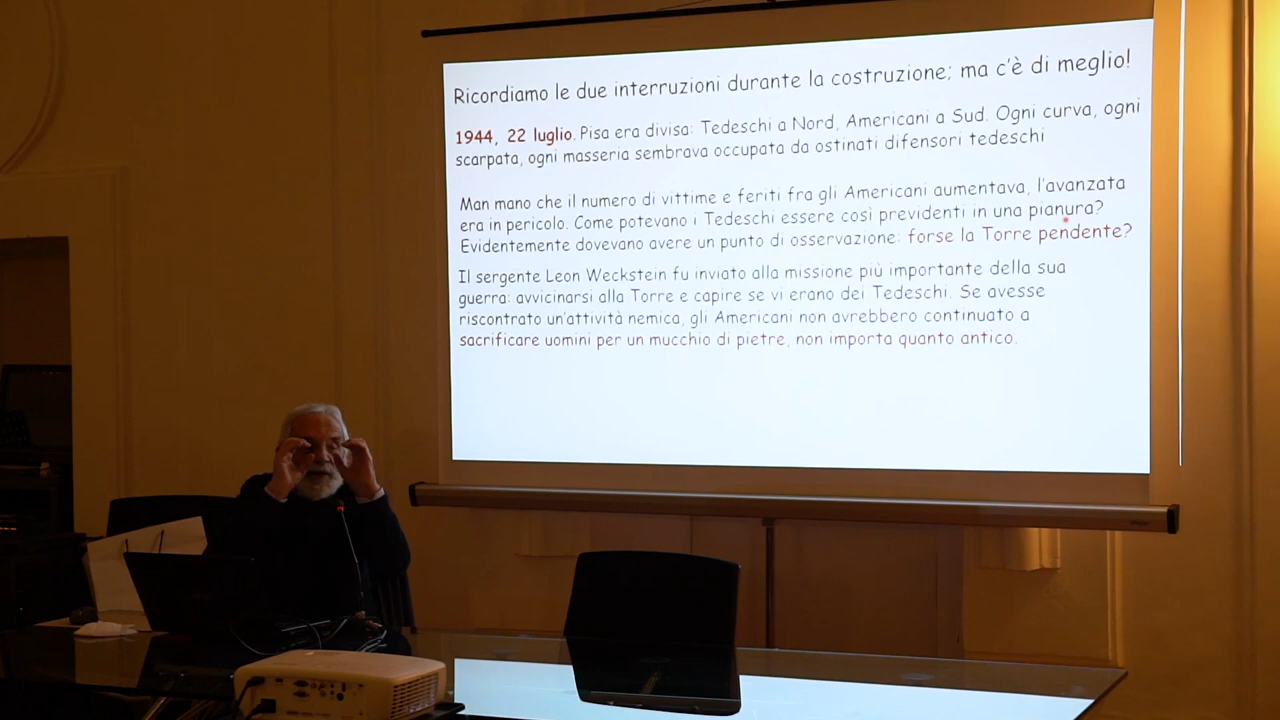 Ricordiamo le due interruzioni durante la costruzione; ma c'è di meglio!
1944, 22 luglio. Pisa era divisa: Tedeschi a Nord, Americani a Sud. Ogni curva, ogni
scarpata, ogni masseria sembrava occupata da ostinati difensori tedeschi
Man mano che il numero di vittime e feriti fra gli Americani aumentava, l'avanzata
era in pericolo. Come potevano i Tedeschi essere così previdenti in una pianura?
Evidentemente dovevano avere un punto di osservazione: forse la Torre pendente?
Il sergente Leon Weckstein fu inviato alla missione più importante della sua
guerra: avvicinarsi alla Torre e capire se vi erano dei Tedeschi. Se avesse
riscontrato un'attività nemica, gli Americani non avrebbero continuato a
sacrificare uomini per un mucchio di pietre, non importa quanto antico.